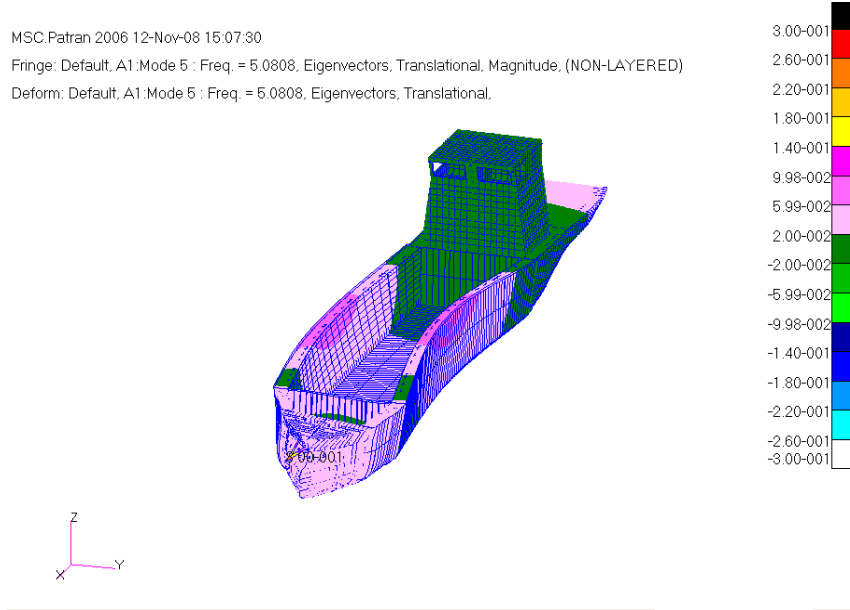 MSC.Patran 2006 12-Nov-08 15:07:30
Fringe: Default, A1:Mode 5 : Freq. = 5.0808, Eigenvectors, Translational, Magnitude, (NON-LAYERED)
Deform: Default, A1:Mode 5 : Freq. = 5.0808, Eigenvectors, Translational,
3.00-001
2.60-001
2.20-001
1.80-001
1.40-001
9.98-002
5.99-002
2.00-002
-2.00-002
-5.99-002
-9.98-002
-1.40-001
-1.80-001
-2.20-001
-2.60-001
-3.00-001
Z
Y
X